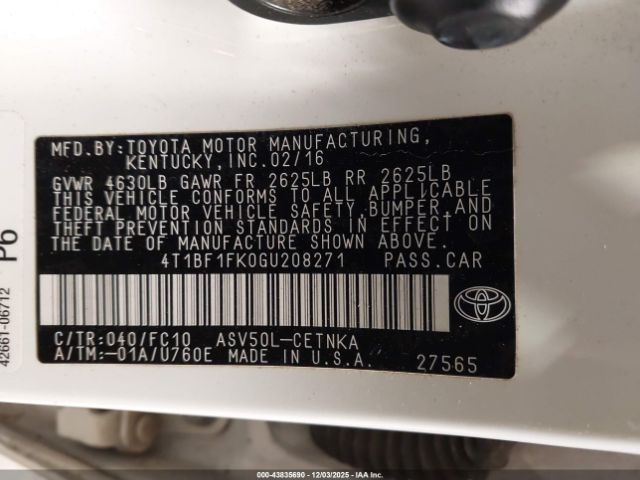 MFD.BY:TOYOTA MOTOR MANUFACTURING,
KENTUCKY,INC.02/16
GVWR 4630LB GAWR FR 2625LB RR 2625LB
THIS VEHICLE CONFORMS TO ALL APPLICABLE
FEDERAL MOTOR VEHICLE SAFETY,BUMPER,AND
THEFT PREVENTION STANDARDS IN EFFECT ON
THE DATE OF MANUFACTURE SHOWN ABOVE.
4T1BF1FK0GU208271 PASS.CAR
C/TR:040/FC10 ASV50L-CETNKA
A/TM:-01A/U760E MADE IN U.S.A. 27565
42661-06712 P6
000-43835690 - 12/03/2025 - IAAI.COM